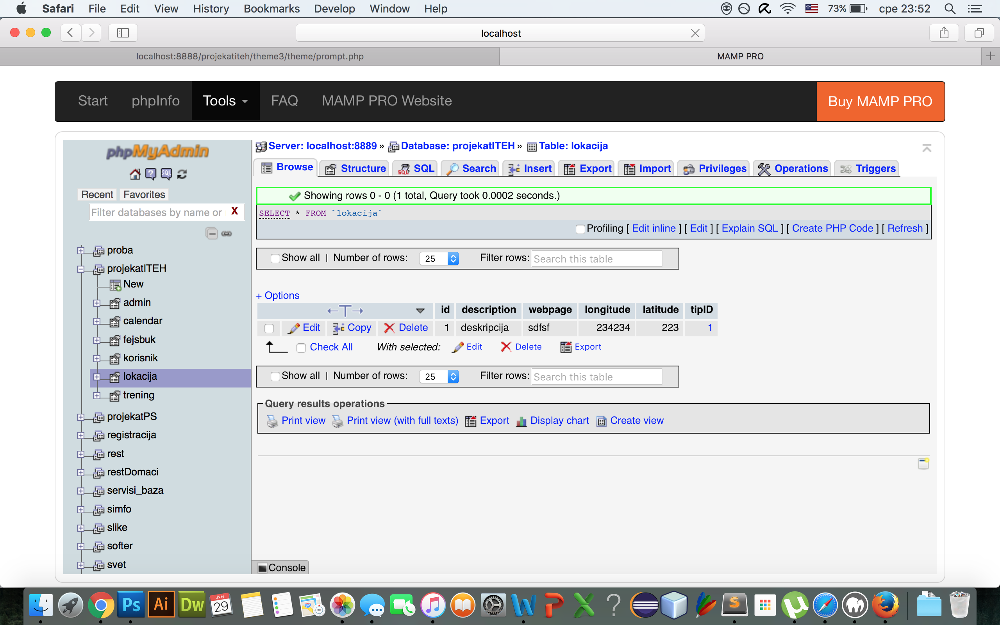 Safari File Edit View History Bookmarks Develop Window Help 73% сре 23:52
localhost
localhost:8888/projekatiteh/theme3/theme/prompt.php MAMP PRO
Start phpInfo Tools FAQ MAMP PRO Website Buy MAMP PRO
phpMyAdmin
Recent Favorites
Filter databases by name or X
proba
projekatITEH
New
admin
calendar
fejsbuk
korisnik
lokacija
trening
projekatPS
registracija
rest
restDomaci
servisi_baza
simfo
slike
softer
svet
Server: localhost:8889 » Database: projekatITEH » Table: lokacija
Browse Structure SQL Search Insert Export Import Privileges Operations Triggers
Showing rows 0 - 0 (1 total, Query took 0.0002 seconds.)
SELECT * FROM `lokacija`
Profiling [ Edit inline ] [ Edit ] [ Explain SQL ] [ Create PHP Code ] [ Refresh ]
Show all | Number of rows: 25 Filter rows: Search this table
+ Options
←T→ id description webpage longitude latitude tipID
Edit Copy Delete 1 deskripcija sdfsf 234234 223 1
Check All With selected: Edit Delete Export
Show all | Number of rows: 25 Filter rows: Search this table
Query results operations
Print view Print view (with full texts) Export Display chart Create view
Console
Ps Ai Dw ЈУН 29 W P X ? S µ